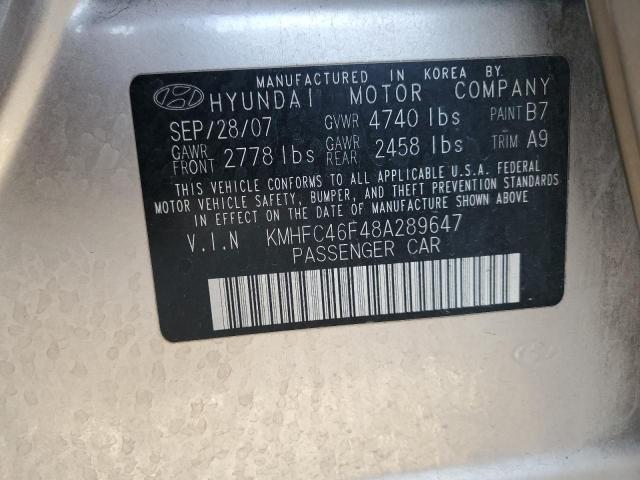 MANUFACTURED IN KOREA BY.
HYUNDAI MOTOR COMPANY
SEP/28/07 GVWR 4740 lbs PAINT B7
GAWR FRONT 2778 lbs GAWR REAR 2458 lbs TRIM A9
THIS VEHICLE CONFORMS TO ALL APPLICABLE U.S.A. FEDERAL
MOTOR VEHICLE SAFETY, BUMPER, AND THEFT PREVENTION STANDARDS
IN EFFECT ON THE DATE OF MANUFACTURE SHOWN ABOVE.
V.I.N KMHFC46F48A289647
PASSENGER CAR